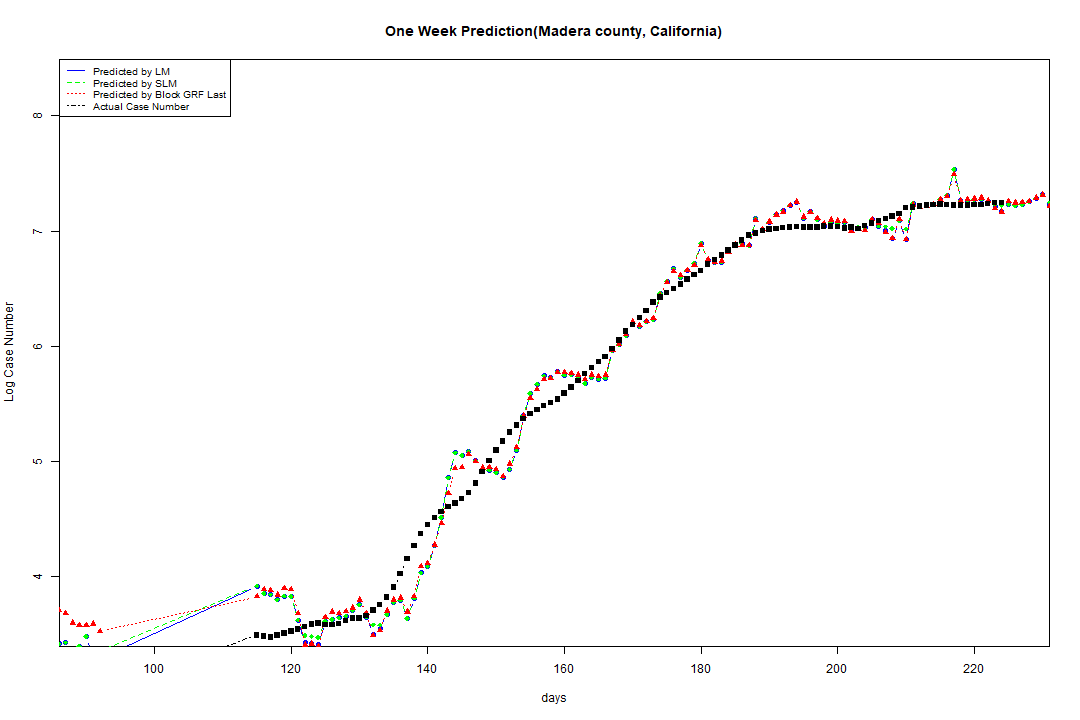 One Week Prediction(Madera county, California)
Predicted by LM
Predicted by SLM
Predicted by Block GRF Last
Actual Case Number
8
7
6
5
4
Log Case Number
100 120 140 160 180 200 220
days